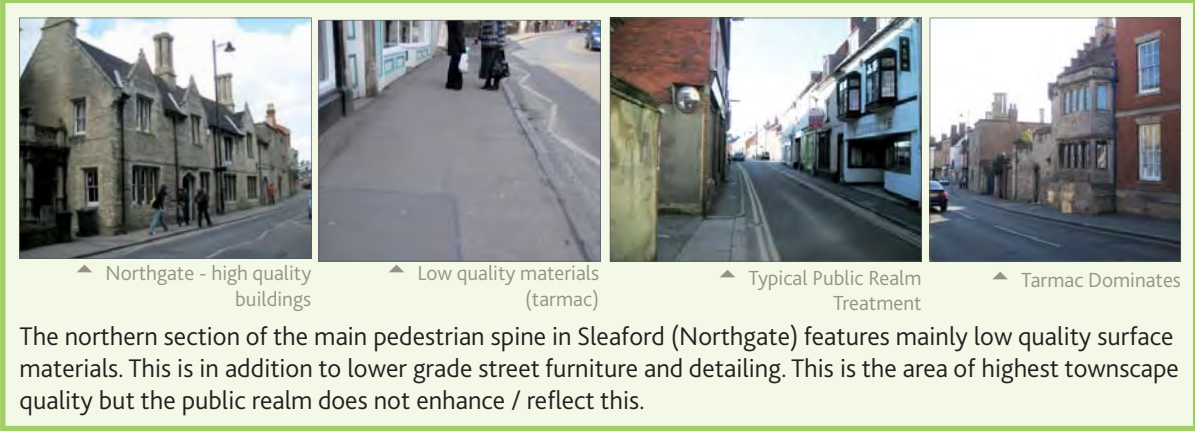 Northgate - high quality
buildings
Low quality materials
(tarmac)
Typical Public Realm
Treatment
Tarmac Dominates
The northern section of the main pedestrian spine in Sleaford (Northgate) features mainly low quality surface
materials. This is in addition to lower grade street furniture and detailing. This is the area of highest townscape
quality but the public realm does not enhance / reflect this.